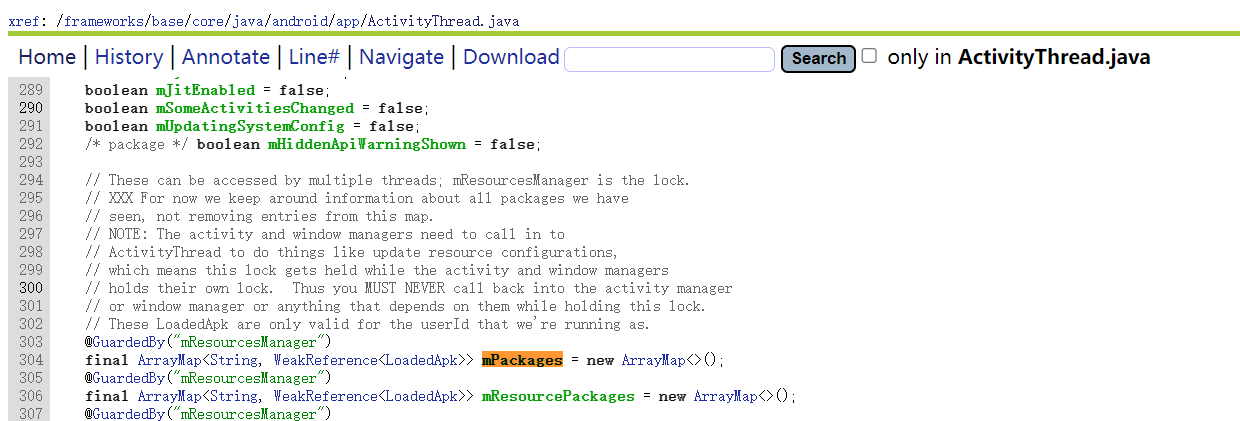 xref: /frameworks/base/core/java/android/app/ActivityThread.java
Home | History | Annotate | Line# | Navigate | Download Search only in ActivityThread.java
289 boolean mJitEnabled = false;
290 boolean mSomeActivitiesChanged = false;
291 boolean mUpdatingSystemConfig = false;
292 /* package */ boolean mHiddenApiWarningShown = false;
293
294 // These can be accessed by multiple threads; mResourcesManager is the lock.
295 // XXX For now we keep around information about all packages we have
296 // seen, not removing entries from this map.
297 // NOTE: The activity and window managers need to call in to
298 // ActivityThread to do things like update resource configurations,
299 // which means this lock gets held while the activity and window managers
300 // holds their own lock.  Thus you MUST NEVER call back into the activity manager
301 // or window manager or anything that depends on them while holding this lock.
302 // These LoadedApk are only valid for the userId that we're running as.
303 @GuardedBy("mResourcesManager")
304 final ArrayMap<String, WeakReference<LoadedApk>> mPackages = new ArrayMap<>();
305 @GuardedBy("mResourcesManager")
306 final ArrayMap<String, WeakReference<LoadedApk>> mResourcePackages = new ArrayMap<>();
307 @GuardedBy("mResourcesManager")